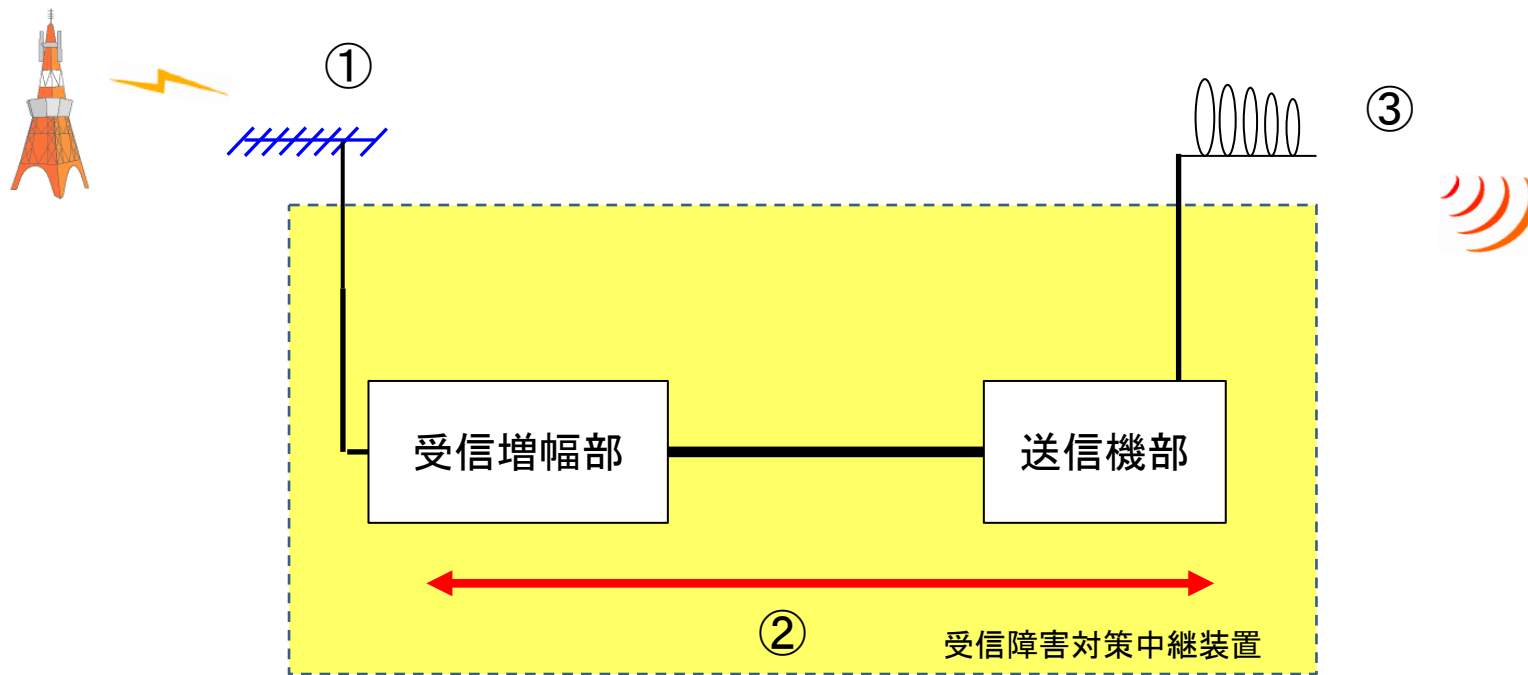 ①
③
受信増幅部
送信機部
②
受信障害対策中継装置